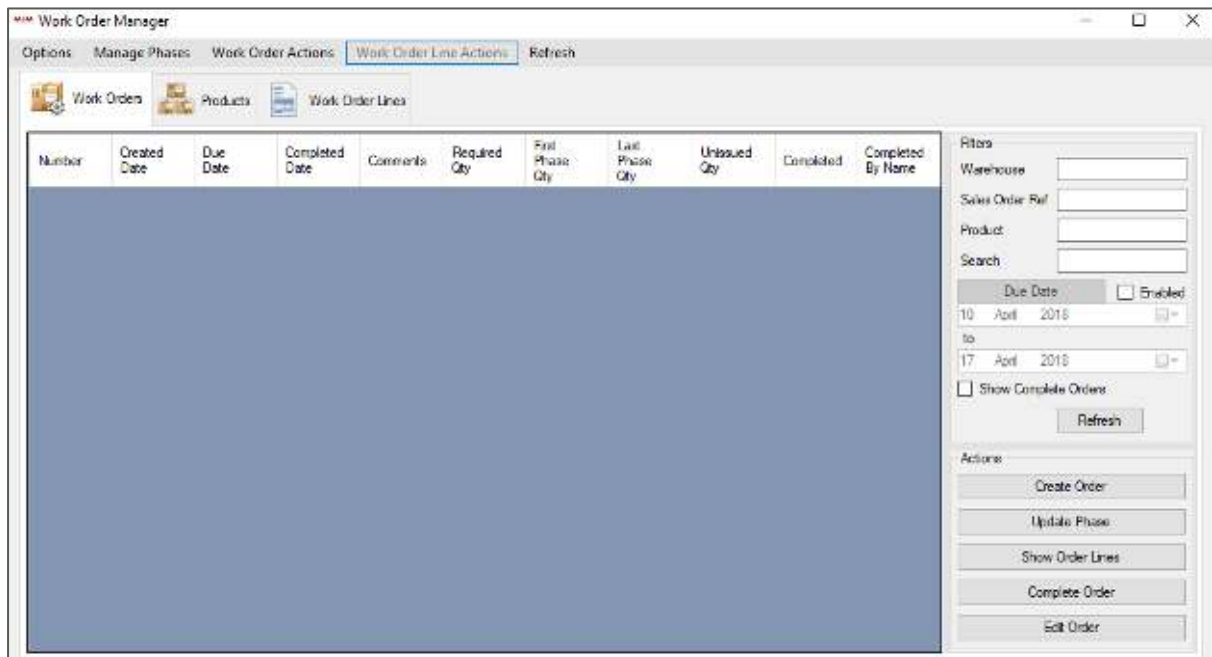 Work Order Manager
Options Manage Phases Work Order Actions Work Order Line Actions Refresh
Work Orders Products Work Order Lines
Number Created Date Due Date Completed Date Comments Required Qty First Phase Qty Last Phase Qty Unissued Qty Completed Completed By Name
Filters
Warehouse
Sales Order Ref
Product
Search
Due Date Enabled
10 April 2018
to
17 April 2018
Show Complete Orders
Refresh
Actions
Create Order
Update Phase
Show Order Lines
Complete Order
Edit Order